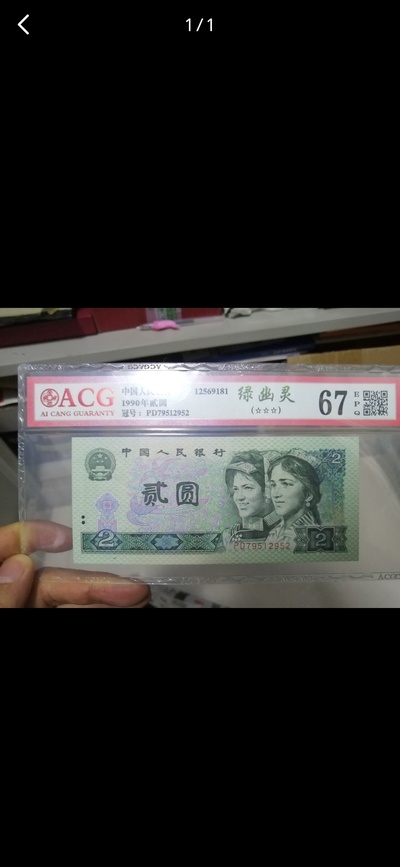 1/1
ACG
AI CANG GUARANTY
中国人民
1990年贰圆
冠号：PD79512952
12569181
绿幽灵
(☆☆☆)
67
E
P
Q
中国人民银行
贰圆
2
2
2
PD79512952